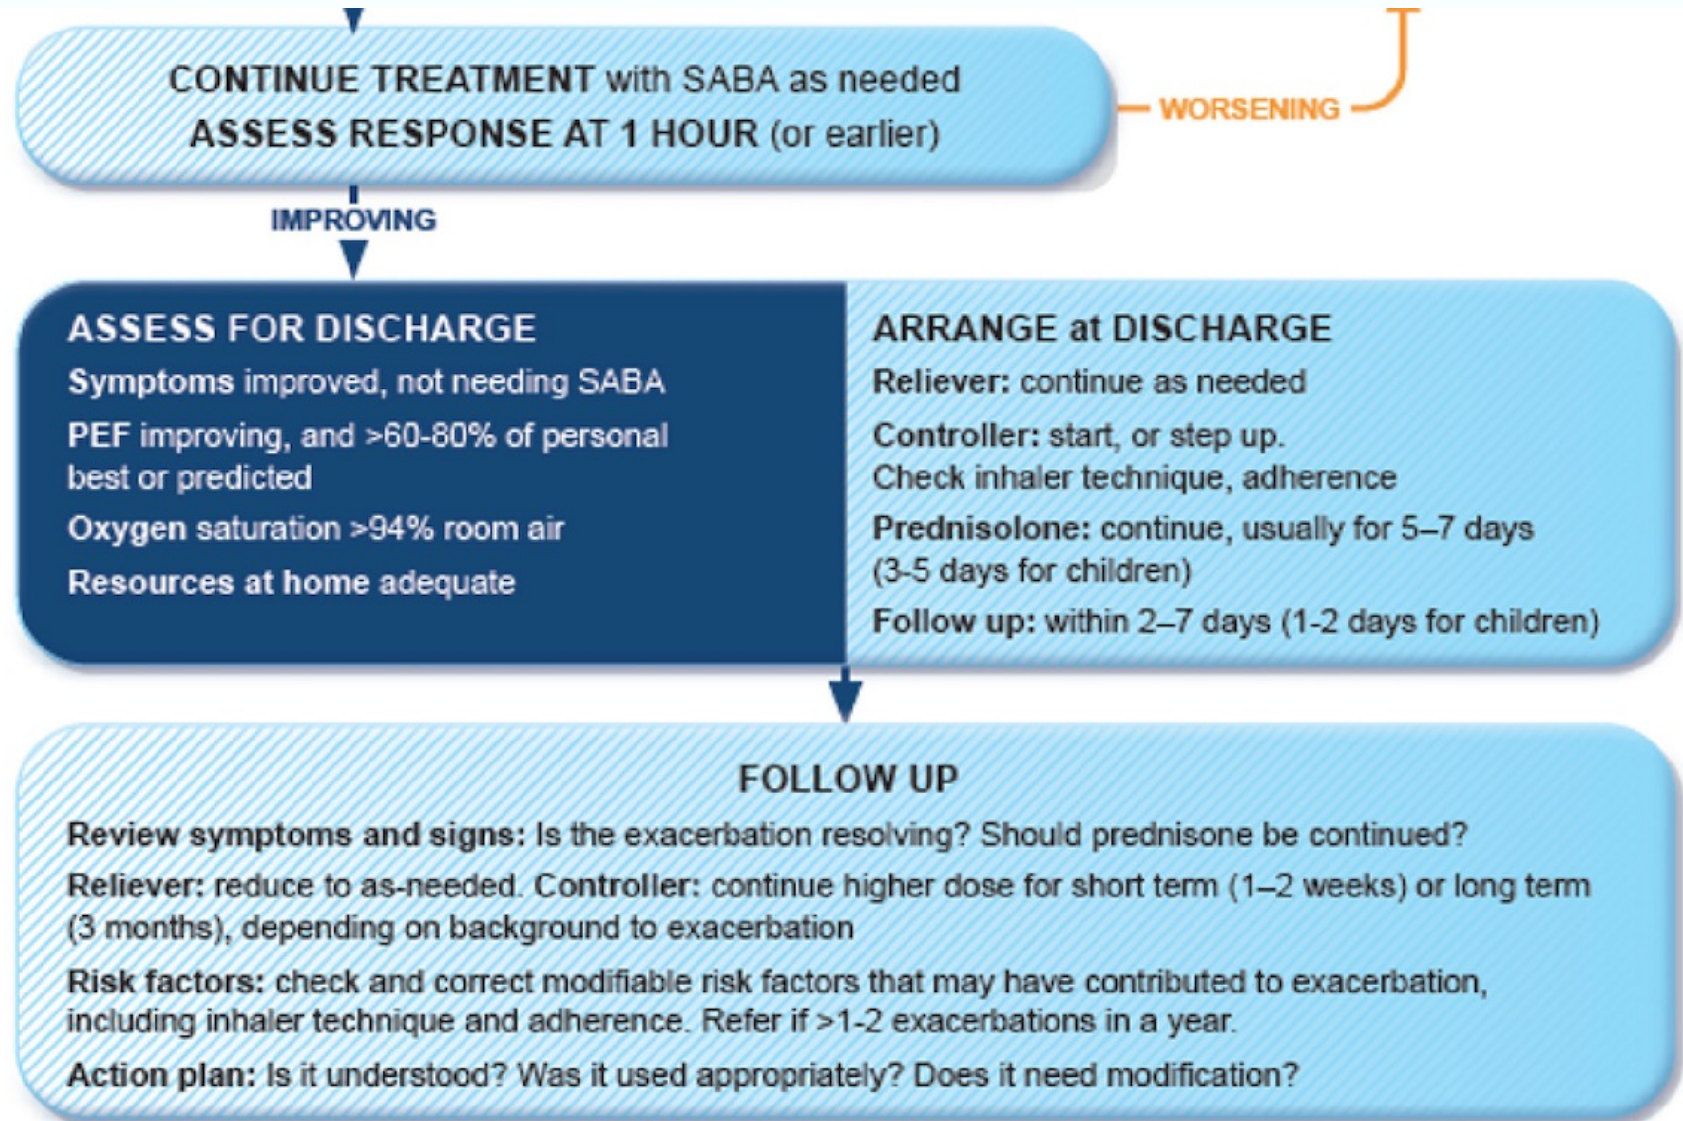 CONTINUE TREATMENT with SABA as needed
ASSESS RESPONSE AT 1 HOUR (or earlier)
WORSENING
IMPROVING
ASSESS FOR DISCHARGE
Symptoms improved, not needing SABA
PEF improving, and >60-80% of personal
best or predicted
Oxygen saturation >94% room air
Resources at home adequate
ARRANGE at DISCHARGE
Reliever: continue as needed
Controller: start, or step up.
Check inhaler technique, adherence
Prednisolone: continue, usually for 5–7 days
(3-5 days for children)
Follow up: within 2–7 days (1-2 days for children)
FOLLOW UP
Review symptoms and signs: Is the exacerbation resolving? Should prednisone be continued?
Reliever: reduce to as-needed. Controller: continue higher dose for short term (1–2 weeks) or long term
(3 months), depending on background to exacerbation
Risk factors: check and correct modifiable risk factors that may have contributed to exacerbation,
including inhaler technique and adherence. Refer if >1-2 exacerbations in a year.
Action plan: Is it understood? Was it used appropriately? Does it need modification?